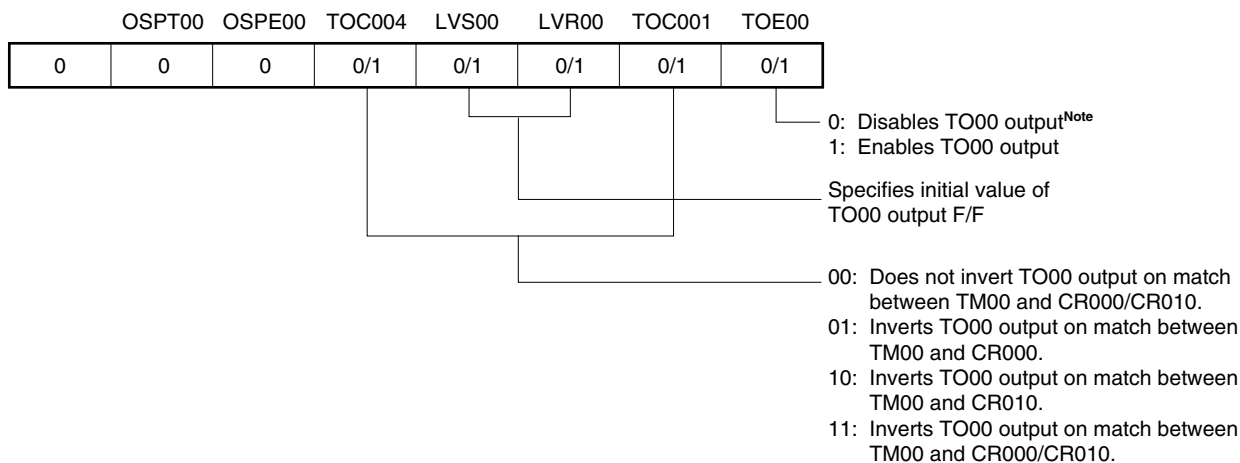 OSPT00 OSPE00 TOC004 LVS00 LVR00 TOC001 TOE00
0 0 0 0/1 0/1 0/1 0/1 0/1
0: Disables TO00 outputNote
1: Enables TO00 output
Specifies initial value of
TO00 output F/F
00: Does not invert TO00 output on match
between TM00 and CR000/CR010.
01: Inverts TO00 output on match between
TM00 and CR000.
10: Inverts TO00 output on match between
TM00 and CR010.
11: Inverts TO00 output on match between
TM00 and CR000/CR010.